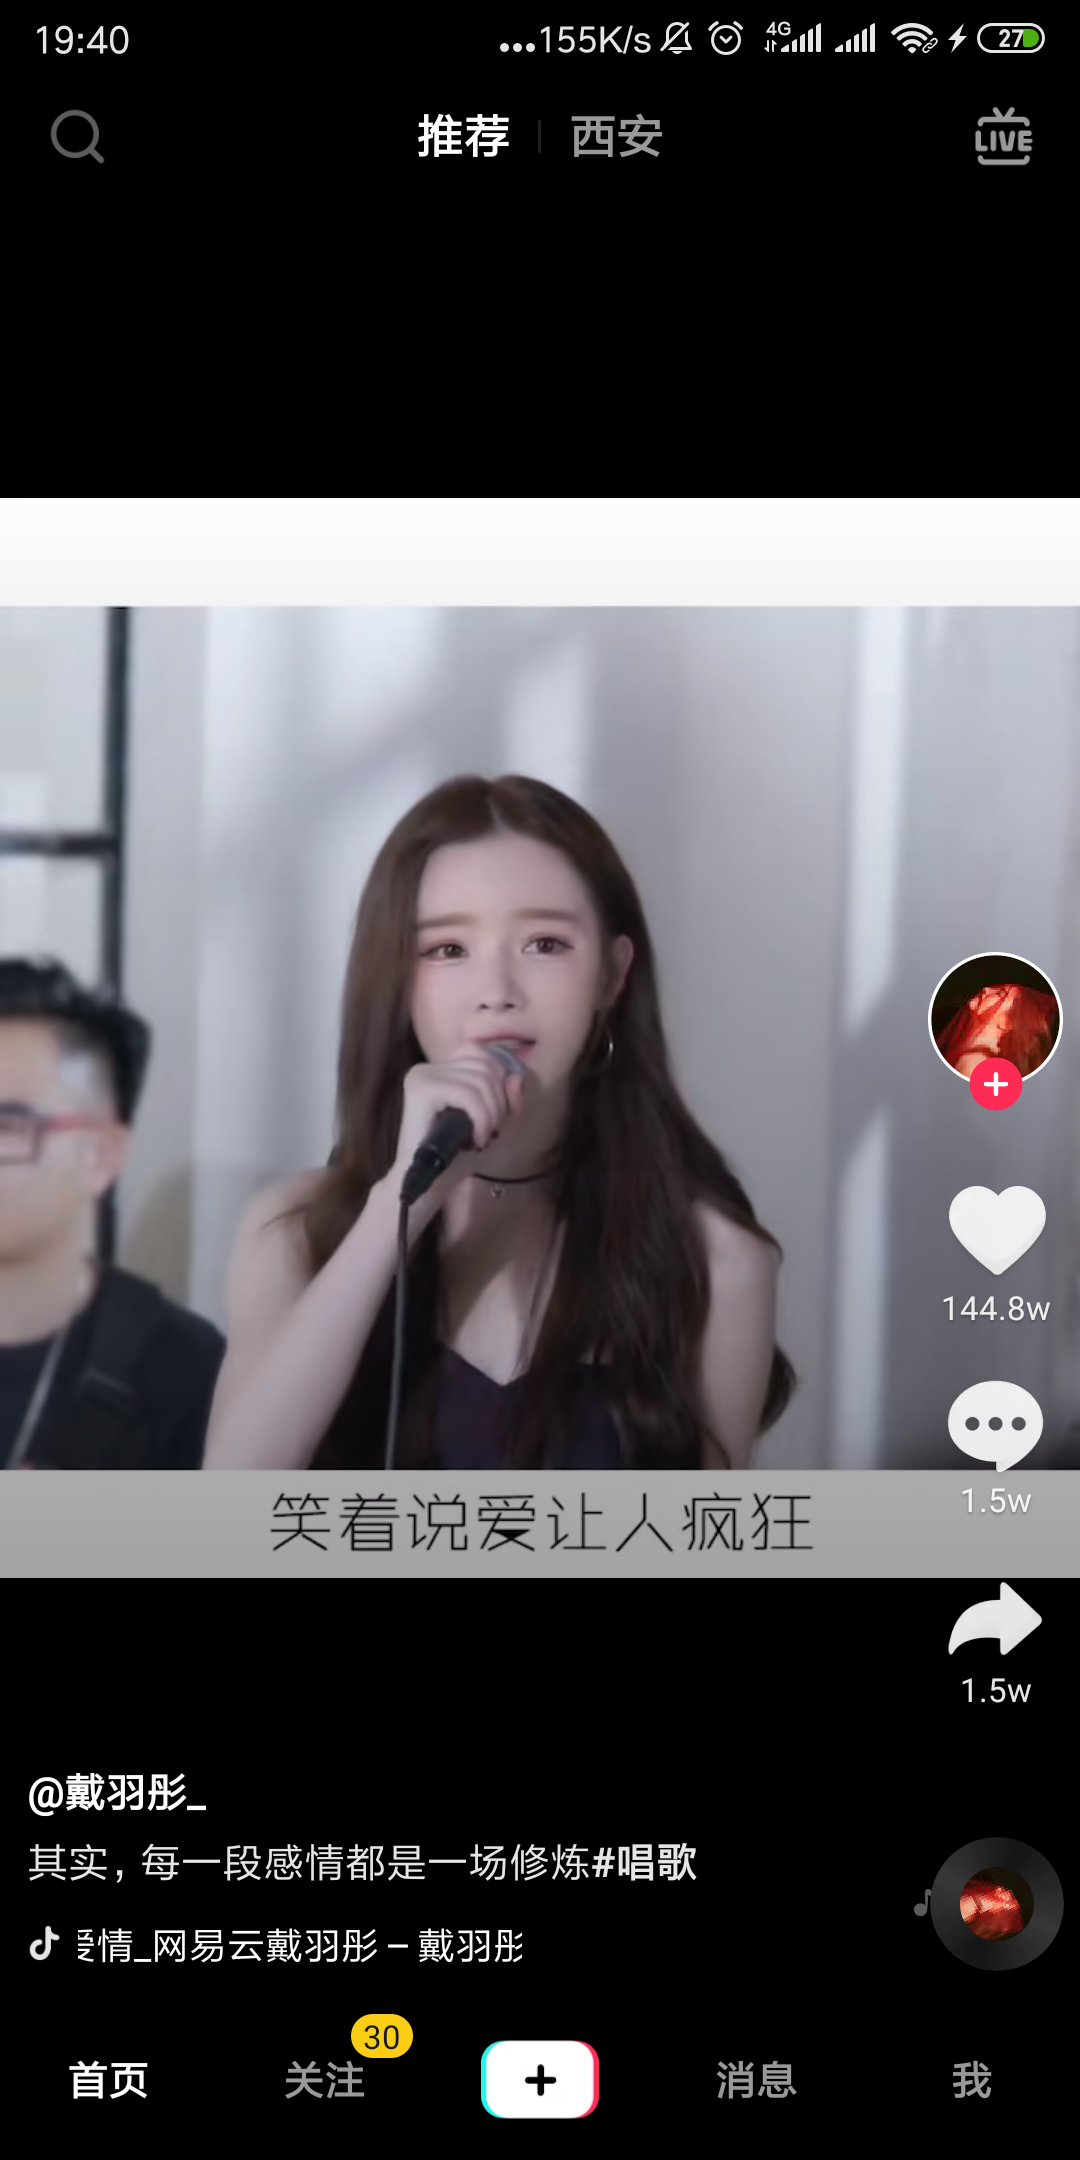 19:40
...155K/s
4G
27
推荐
西安
LIVE
144.8w
1.5w
笑着说爱让人疯狂
1.5w
@戴羽彤_
其实，每一段感情都是一场修炼#唱歌
情_网易云戴羽彤 – 戴羽彤
30
首页
关注
消息
我